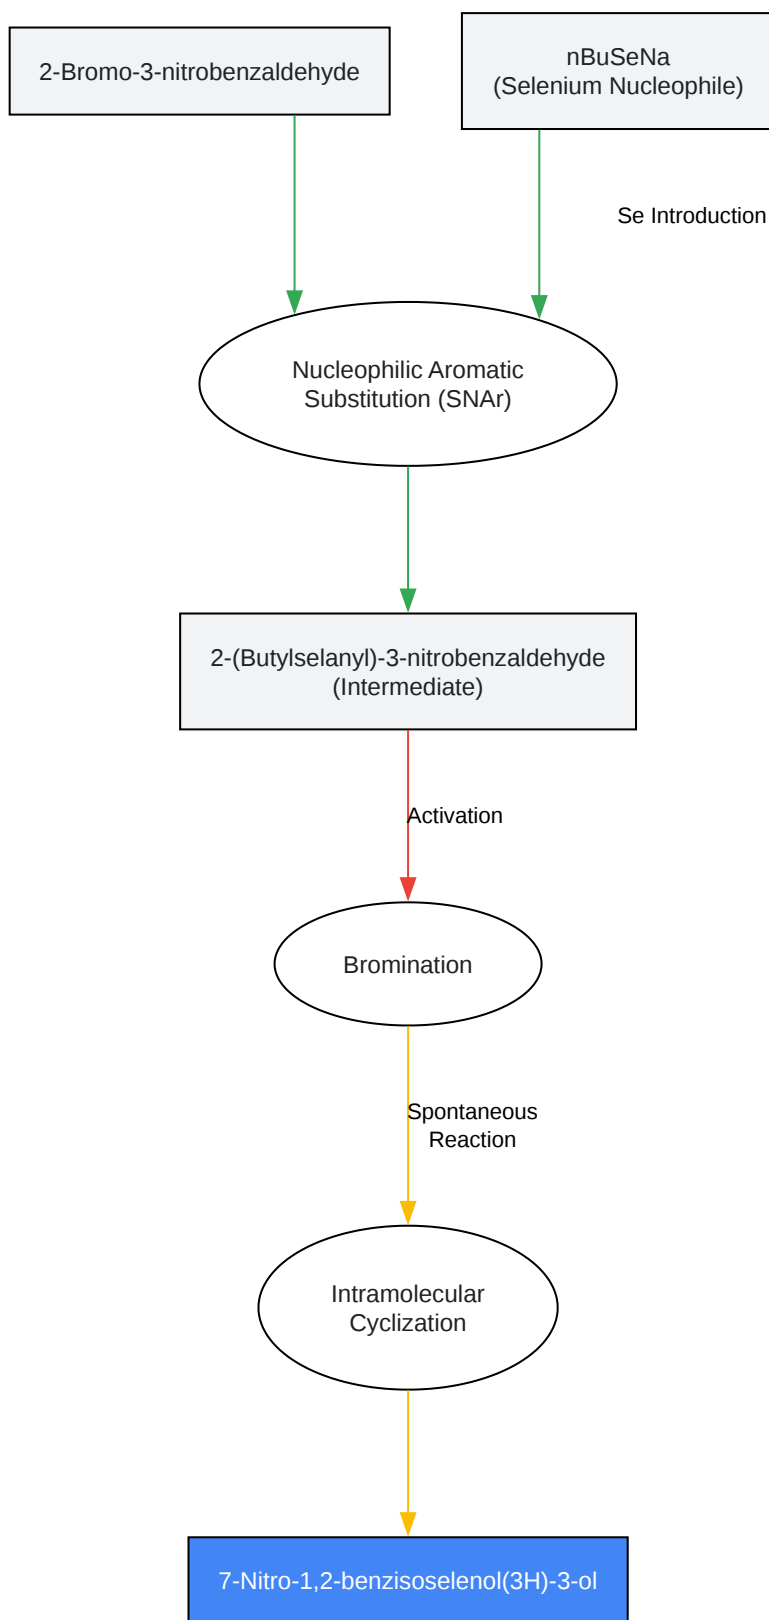 2-Bromo-3-nitrobenzaldehyde
nBuSeNa
(Selenium Nucleophile)
Se Introduction
Nucleophilic Aromatic
Substitution (SNAr)
2-(Butylselanyl)-3-nitrobenzaldehyde
(Intermediate)
Activation
Bromination
Spontaneous
Reaction
Intramolecular
Cyclization
7-Nitro-1,2-benzisoselenol(3H)-3-ol